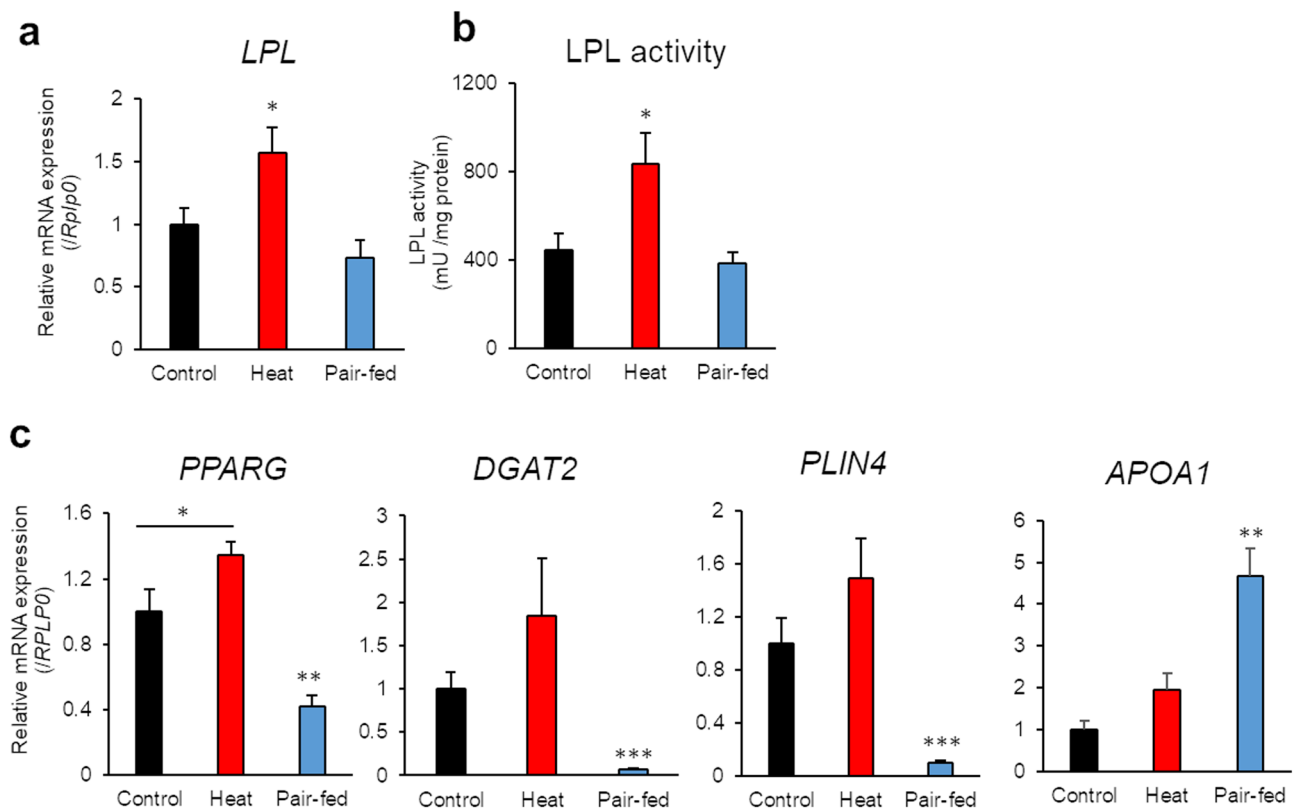 a
LPL
Relative mRNA expression
(/Rplp0)
2
1.5
1
0.5
0
*
Control Heat Pair-fed
b
LPL activity
LPL activity
(mU /mg protein)
1200
800
400
0
*
Control Heat Pair-fed
c
PPARG
Relative mRNA expression
(/RPLP0)
1.6
1.2
0.8
0.4
0
*
**
Control Heat Pair-fed
DGAT2
3
2.5
2
1.5
1
0.5
0
***
Control Heat Pair-fed
PLIN4
2
1.6
1.2
0.8
0.4
0
***
Control Heat Pair-fed
APOA1
6
5
4
3
2
1
0
**
Control Heat Pair-fed